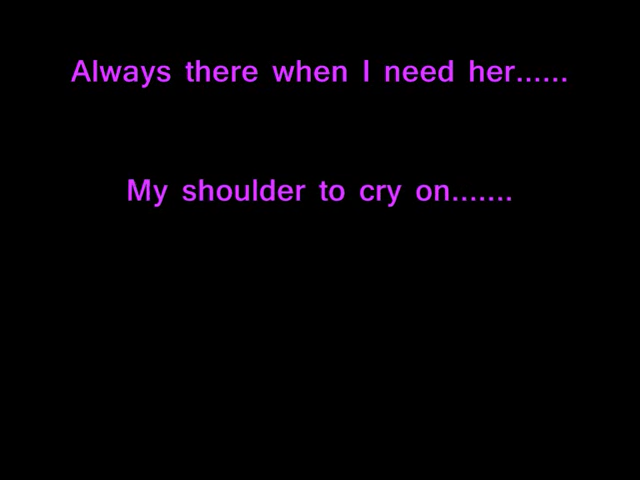 Always there when I need her......
My shoulder to cry on.......